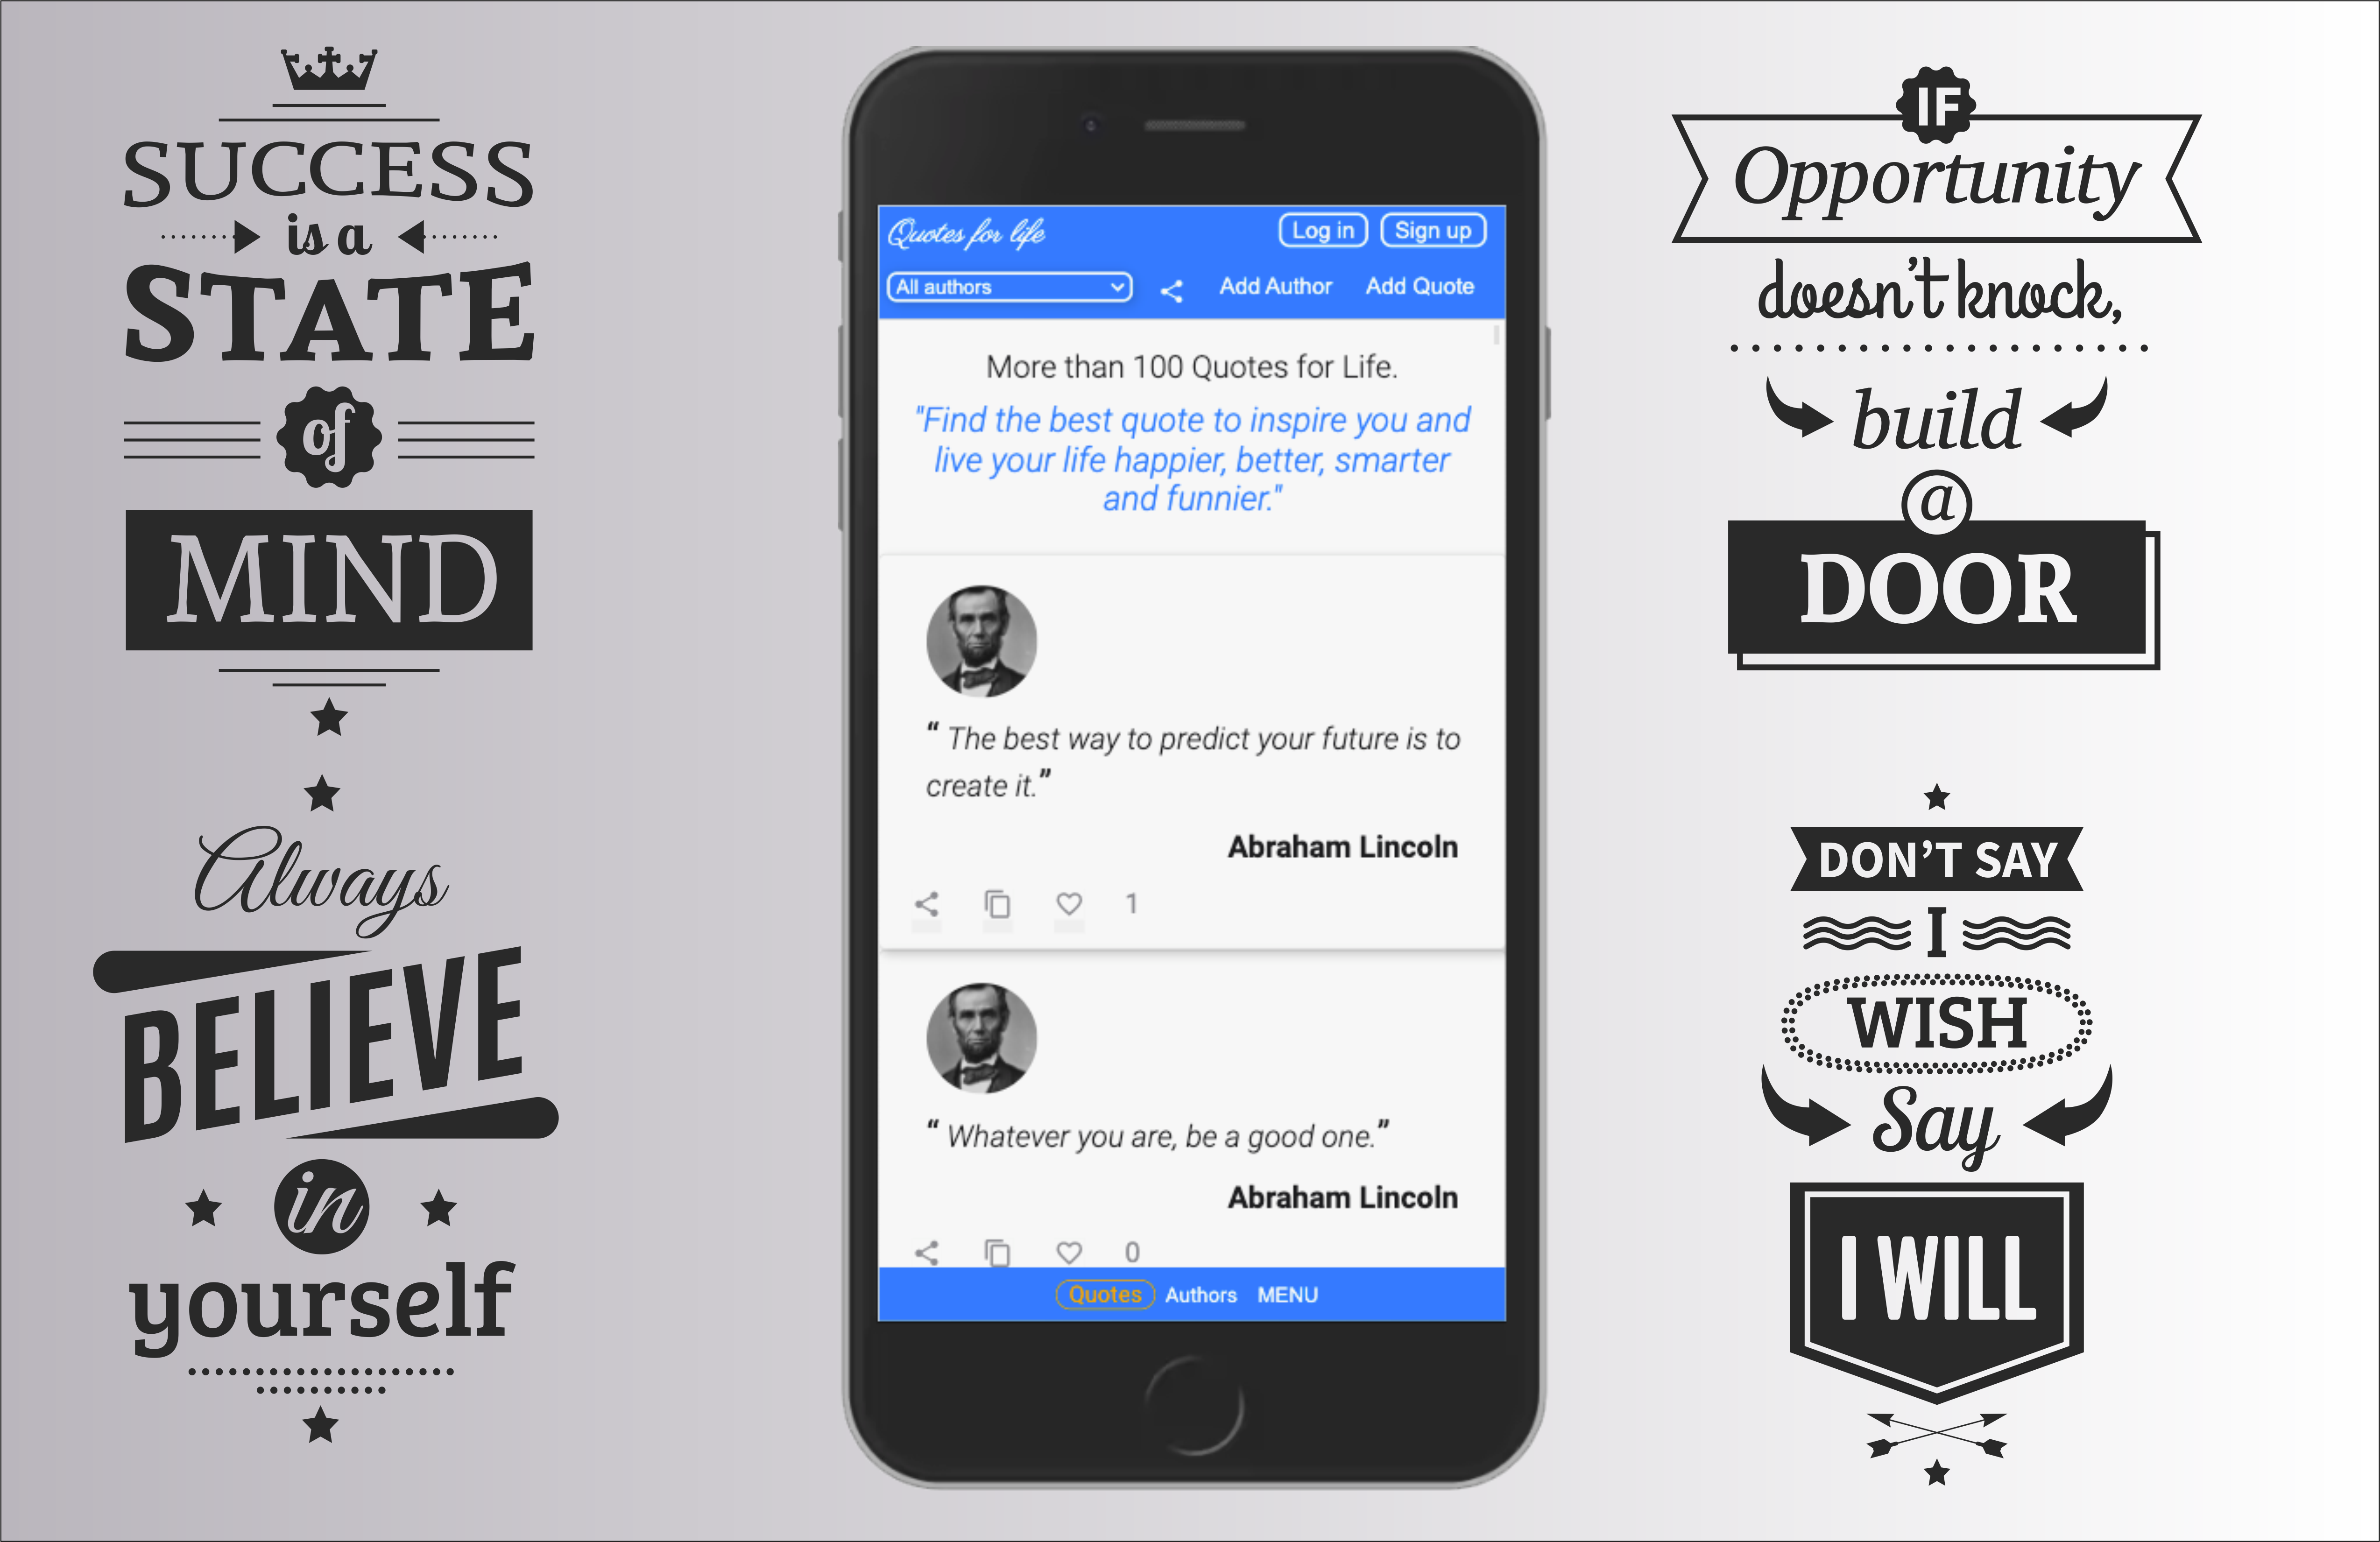 SUCCESS
is a
STATE
of
MIND
Always
BELIEVE
in
yourself
Quotes for life
Log in Sign up
All authors Add Author Add Quote
More than 100 Quotes for Life.
"Find the best quote to inspire you and
live your life happier, better, smarter
and funnier."
“ The best way to predict your future is to
create it.”
Abraham Lincoln
1
“ Whatever you are, be a good one.”
Abraham Lincoln
0
Quotes Authors MENU
IF
Opportunity
doesn’t knock,
build
@
DOOR
DON’T SAY
I
WISH
Say
I WILL